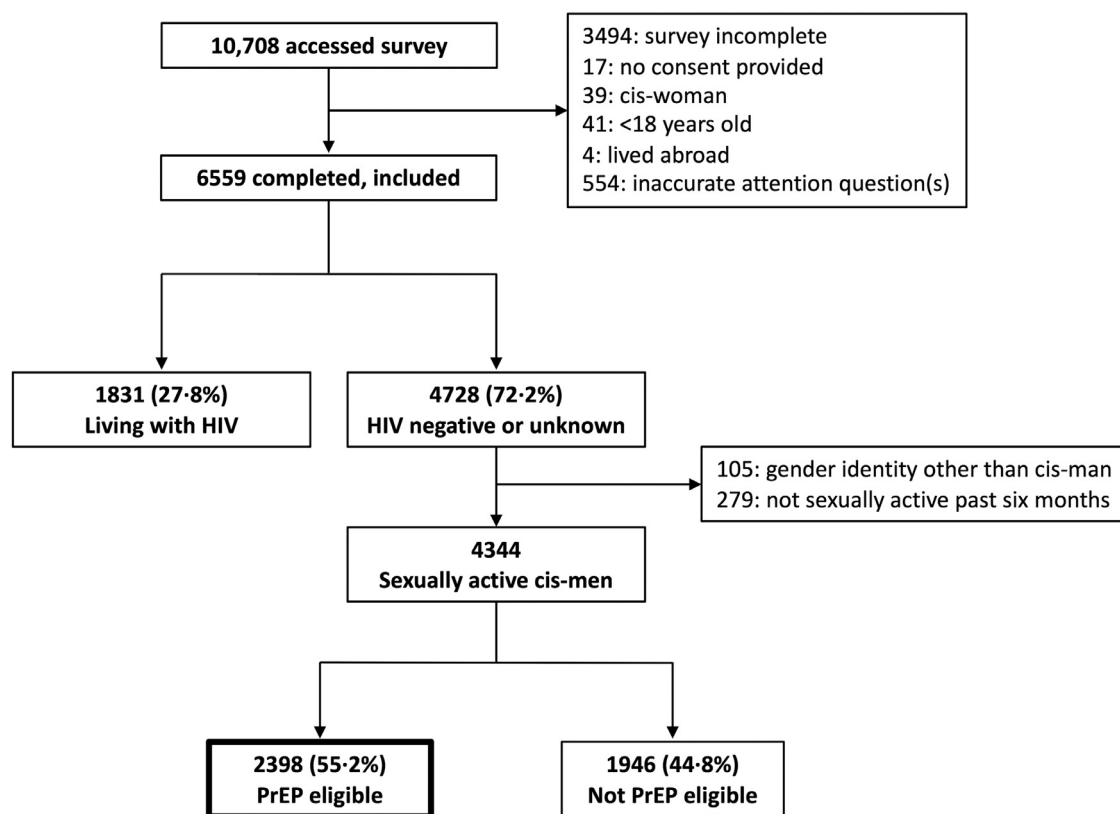 10,708 accessed survey
3494: survey incomplete
17: no consent provided
39: cis-woman
41: <18 years old
4: lived abroad
554: inaccurate attention question(s)
6559 completed, included
1831 (27·8%)
Living with HIV
4728 (72·2%)
HIV negative or unknown
105: gender identity other than cis-man
279: not sexually active past six months
4344
Sexually active cis-men
2398 (55·2%)
PrEP eligible
1946 (44·8%)
Not PrEP eligible